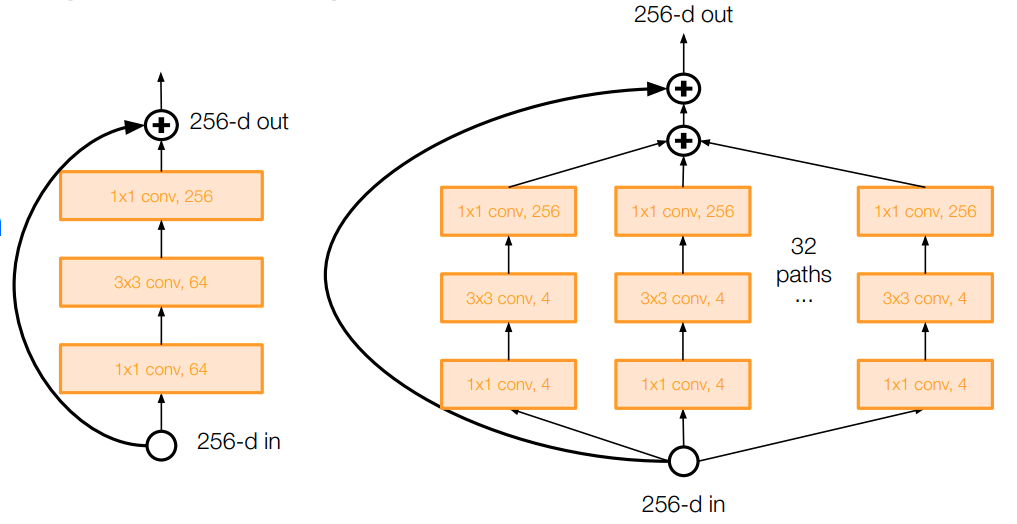 256-d out
1x1 conv, 256
3x3 conv, 64
1x1 conv, 64
256-d in
256-d out
1x1 conv, 256
1x1 conv, 256
1x1 conv, 256
32
paths
...
3x3 conv, 4
3x3 conv, 4
3x3 conv, 4
1x1 conv, 4
1x1 conv, 4
1x1 conv, 4
256-d in